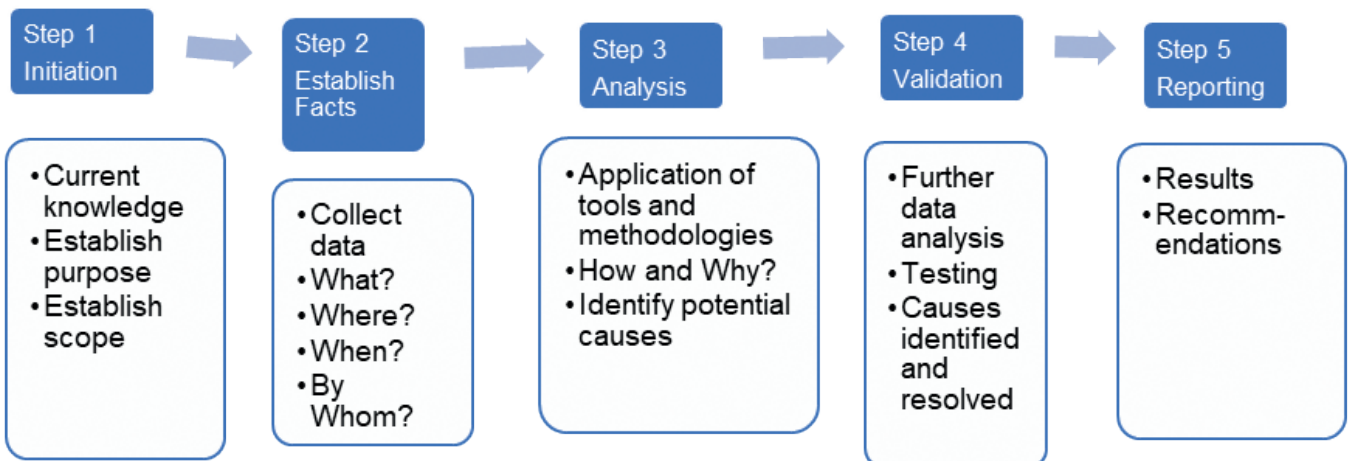 Step 1
Initiation
Step 2
Establish
Facts
Step 3
Analysis
Step 4
Validation
Step 5
Reporting
•Current
knowledge
•Establish
purpose
•Establish
scope
•Collect
data
•What?
•Where?
•When?
•By
Whom?
•Application of
tools and
methodologies
•How and Why?
•Identify potential
causes
•Further
data
analysis
•Testing
•Causes
identified
and
resolved
•Results
•Recomm-
endations